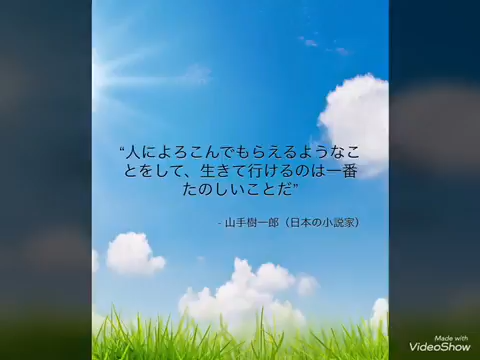 “人によろこんでもらえるようなこ
とをして、生きて行けるのは一番
たのしいことだ”
- 山手樹一郎（日本の小説家）
Made with
VideoShow